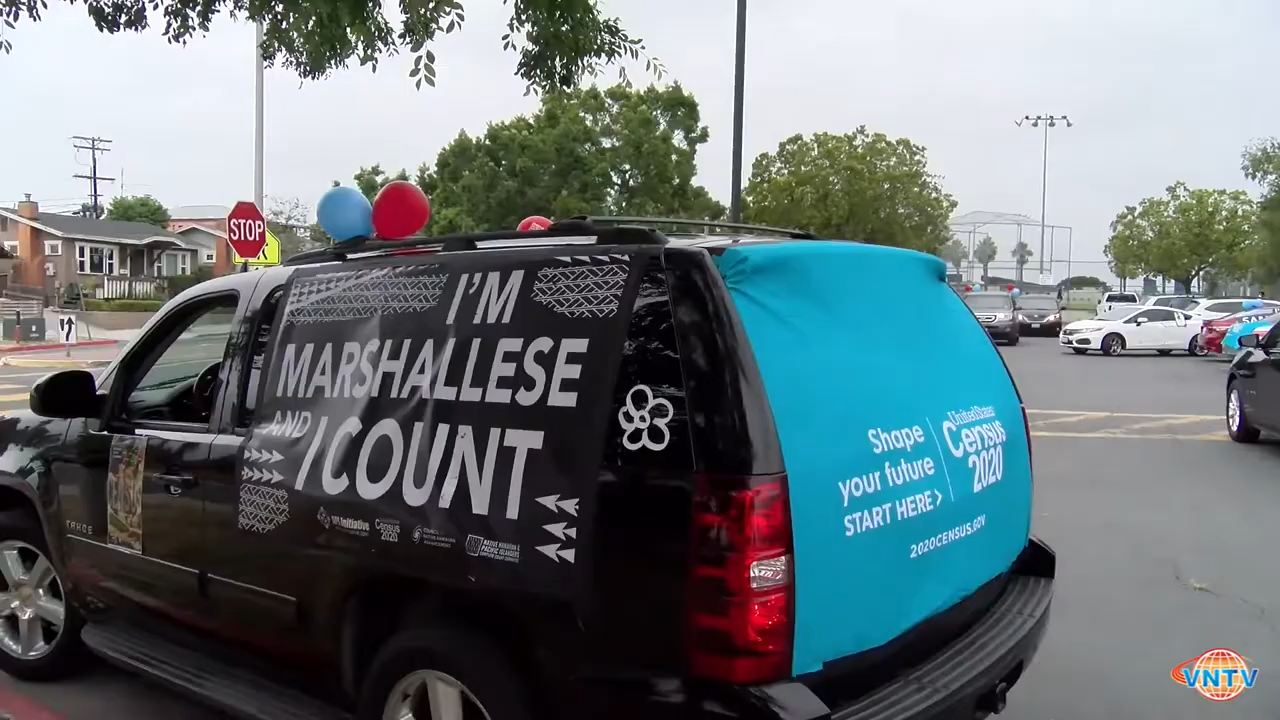 STOP
I'M
MARSHALLESE
AND
I COUNT
United States
Census
2020
Shape
your future
START HERE >
2020CENSUS.GOV
TAHOE
Census
2020
VNTV